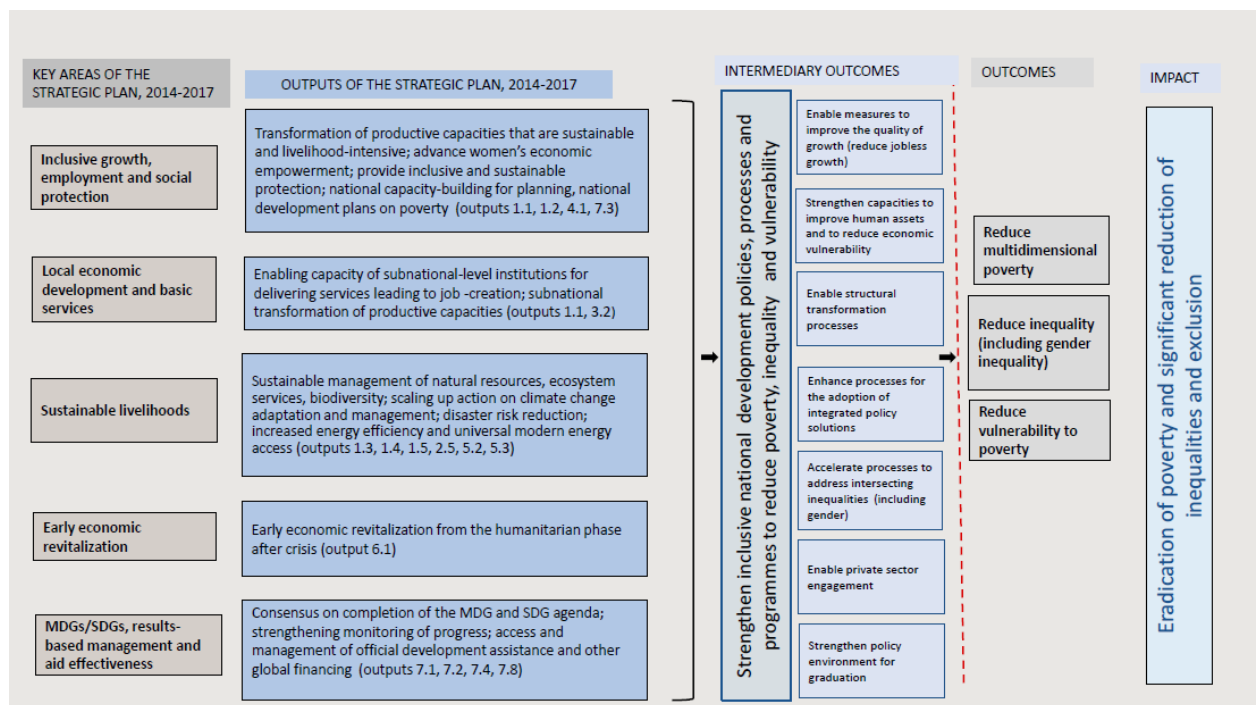 KEY AREAS OF THE
STRATEGIC PLAN, 2014-2017
OUTPUTS OF THE STRATEGIC PLAN, 2014-2017
INTERMEDIARY OUTCOMES
OUTCOMES
IMPACT
Inclusive growth,
employment and social
protection
Transformation of productive capacities that are sustainable
and livelihood-intensive; advance women's economic
empowerment; provide inclusive and sustainable
protection; national capacity-building for planning, national
development plans on poverty (outputs 1.1, 1.2, 4.1, 7.3)
Local economic
development and basic
services
Enabling capacity of subnational-level institutions for
delivering services leading to job -creation; subnational
transformation of productive capacities (outputs 1.1, 3.2)
Sustainable livelihoods
Sustainable management of natural resources, ecosystem
services, biodiversity; scaling up action on climate change
adaptation and management; disaster risk reduction;
increased energy efficiency and universal modern energy
access (outputs 1.3, 1.4, 1.5, 2.5, 5.2, 5.3)
Early economic
revitalization
Early economic revitalization from the humanitarian phase
after crisis (output 6.1)
MDGs/SDGs, results-
based management and
aid effectiveness
Consensus on completion of the MDG and SDG agenda;
strengthening monitoring of progress; access and
management of official development assistance and other
global financing (outputs 7.1, 7.2, 7.4, 7.8)
Strengthen inclusive national development policies, processes and
programmes to reduce poverty, inequality and vulnerability
Enable measures to
improve the quality of
growth (reduce jobless
growth)
Strengthen capacities to
improve human assets
and to reduce economic
vulnerability
Enable structural
transformation
processes
Enhance processes for
the adoption of
integrated policy
solutions
Accelerate processes to
address intersecting
inequalities (including
gender)
Enable private sector
engagement
Strengthen policy
environment for
graduation
Reduce
multidimensional
poverty
Reduce inequality
(including gender
inequality)
Reduce
vulnerability to
poverty
Eradication of poverty and significant reduction of
inequalities and exclusion